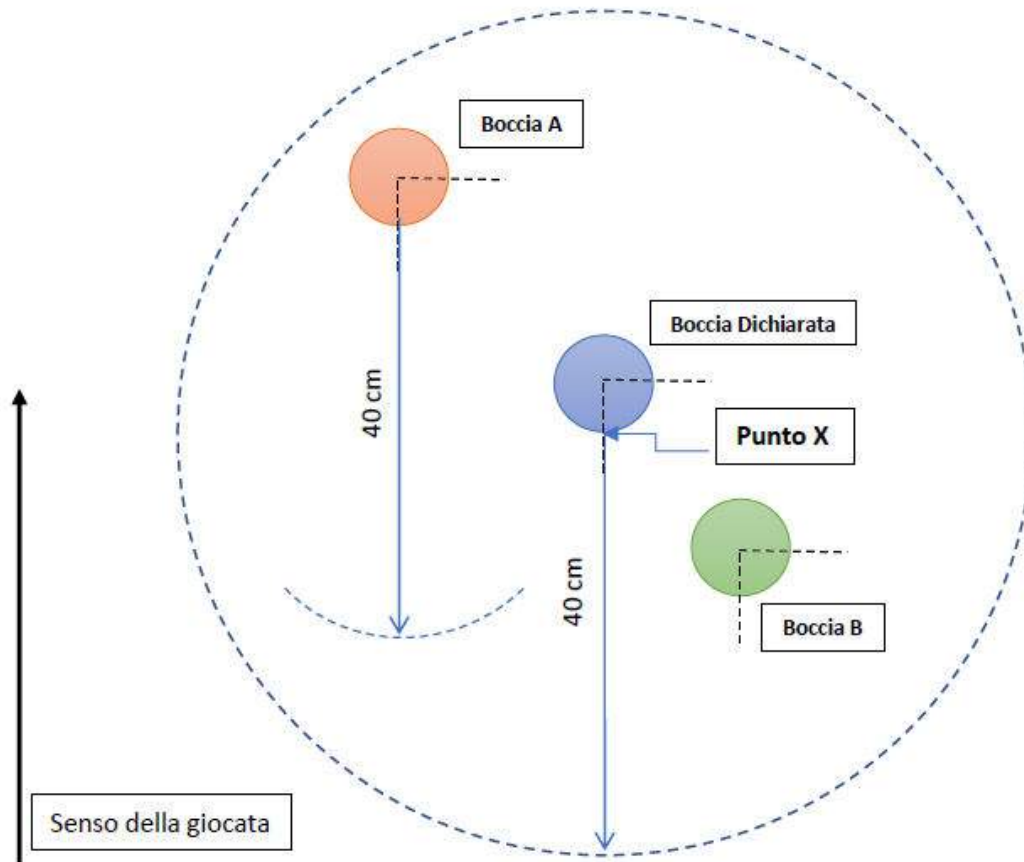 Boccia A
Boccia Dichiarata
40 cm
Punto X
40 cm
Boccia B
Senso della giocata